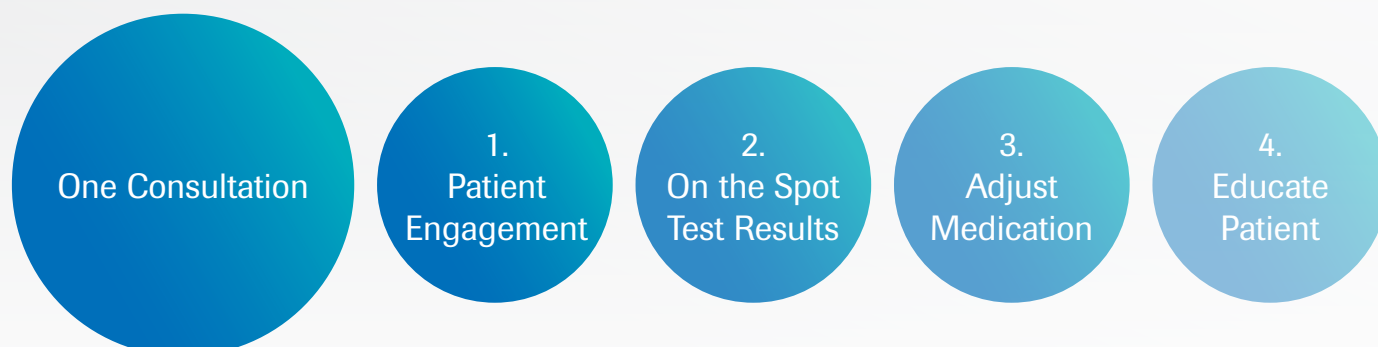 One Consultation
1.
Patient
Engagement
2.
On the Spot
Test Results
3.
Adjust
Medication
4.
Educate
Patient